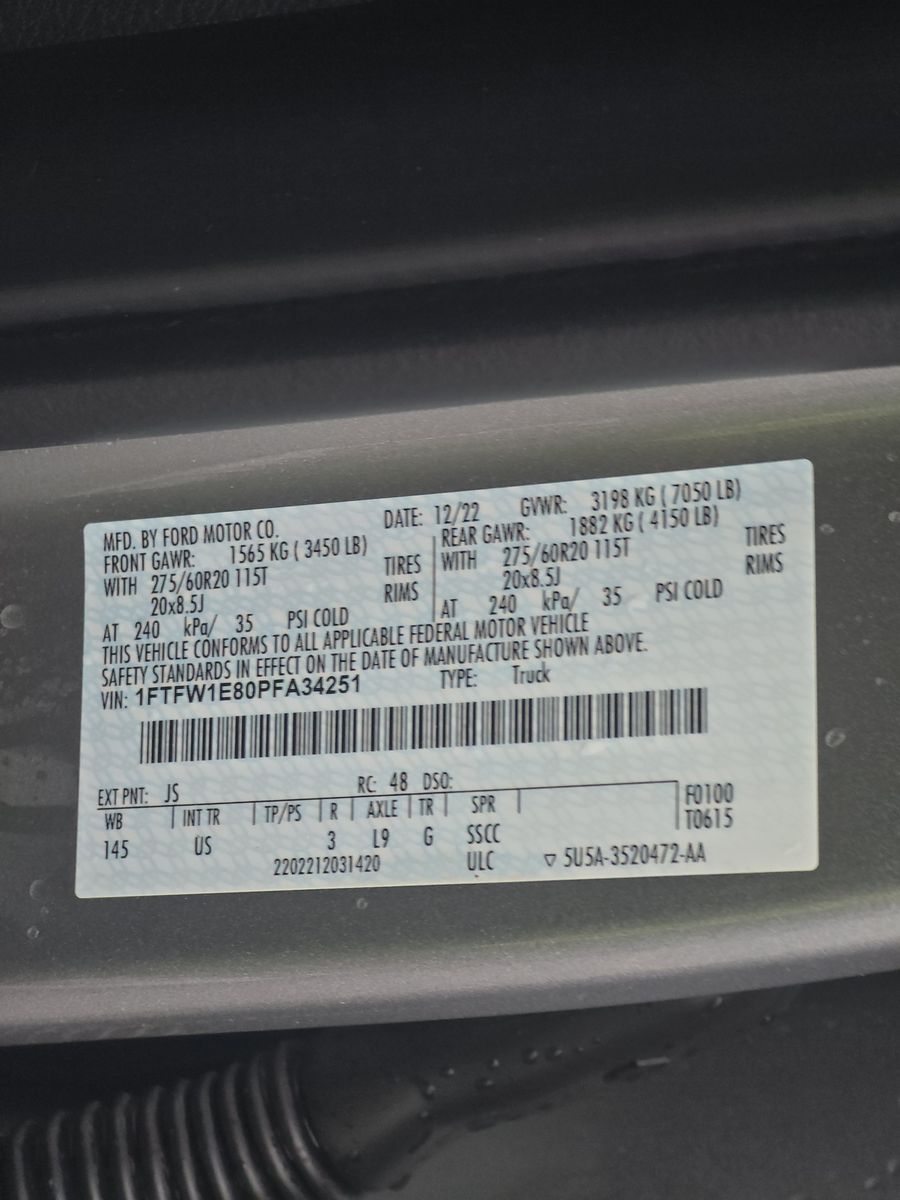 MFD. BY FORD MOTOR CO. DATE: 12/22 GVWR: 3198 KG ( 7050 LB)
FRONT GAWR: 1565 KG ( 3450 LB) REAR GAWR: 1882 KG ( 4150 LB)
WITH 275/60R20 115T TIRES WITH 275/60R20 115T TIRES
20x8.5J RIMS 20x8.5J RIMS
AT 240 kPa/ 35 PSI COLD AT 240 kPa/ 35 PSI COLD
THIS VEHICLE CONFORMS TO ALL APPLICABLE FEDERAL MOTOR VEHICLE
SAFETY STANDARDS IN EFFECT ON THE DATE OF MANUFACTURE SHOWN ABOVE.
VIN: 1FTFW1E80PFA34251 TYPE: Truck
EXT PNT: JS RC: 48 DSO:
WB INT TR TP/PS R AXLE TR SPR F0100
145 US 3 L9 G SSCC T0615
2202212031420 ULC ▽ 5U5A-3520472-AA